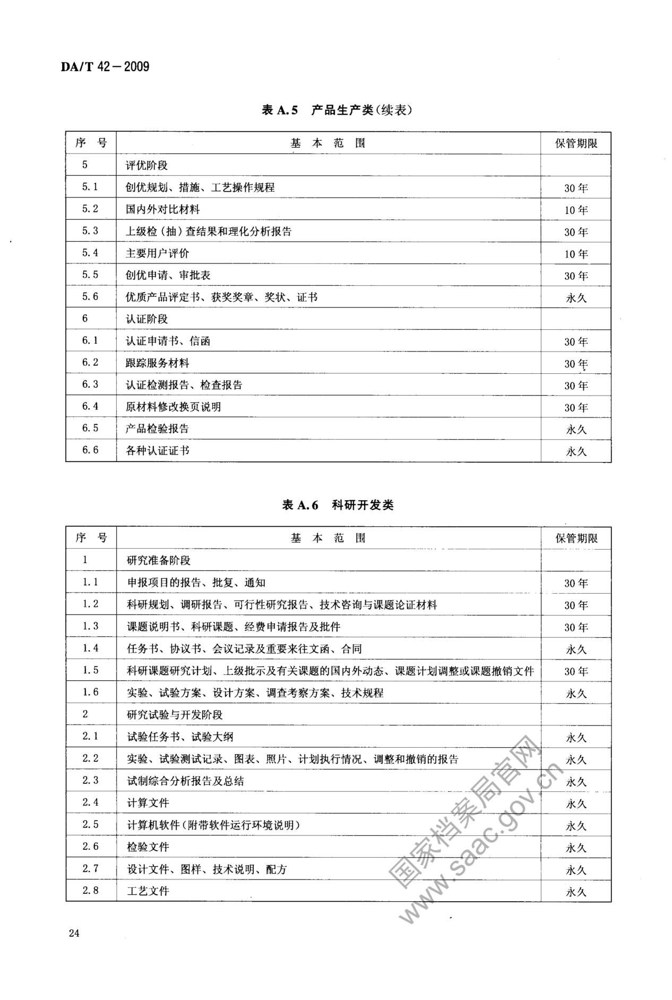 DA/T 42—2009
表 A.5 产品生产类(续表)
序 号 基 本 范 围 保管期限
5 评优阶段
5.1 创优规划、措施、工艺操作规程 30 年
5.2 国内外对比材料 10 年
5.3 上级检(抽)查结果和理化分析报告 30 年
5.4 主要用户评价 10 年
5.5 创优申请、审批表 30 年
5.6 优质产品评定书、获奖奖章、奖状、证书 永久
6 认证阶段
6.1 认证申请书、信函 30 年
6.2 跟踪服务材料 30 年
6.3 认证检测报告、检查报告 30 年
6.4 原材料修改换页说明 30 年
6.5 产品检验报告 永久
6.6 各种认证证书 永久
表 A.6 科研开发类
序 号 基 本 范 围 保管期限
1 研究准备阶段
1.1 申报项目的报告、批复、通知 30 年
1.2 科研规划、调研报告、可行性研究报告、技术咨询与课题论证材料 30 年
1.3 课题说明书、科研课题、经费申请报告及批件 30 年
1.4 任务书、协议书、会议记录及重要来往文函、合同 永久
1.5 科研课题研究计划、上级批示及有关课题的国内外动态、课题计划调整或课题撤销文件 30 年
1.6 实验、试验方案、设计方案、调查考察方案、技术规程 永久
2 研究试验与开发阶段
2.1 试验任务书、试验大纲 永久
2.2 实验、试验测试记录、图表、照片、计划执行情况、调整和撤销的报告 永久
2.3 试制综合分析报告及总结 永久
2.4 计算文件 永久
2.5 计算机软件(附带软件运行环境说明) 永久
2.6 检验文件 永久
2.7 设计文件、图样、技术说明、配方 永久
2.8 工艺文件 永久
国家档案局官网
www.saac.gov.cn
24